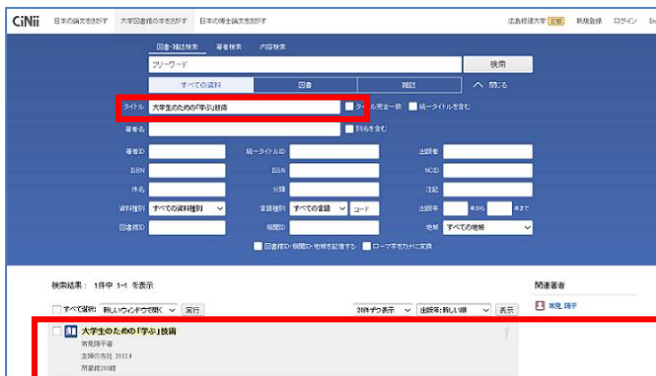 CiNii 日本の論文をさがす 大学図書館の本をさがす 日本の博士論文をさがす 新規登録 ログイン
図書・雑誌検索 著者検索 内容検索
フリーワード 検索
すべての資料 図書 雑誌 閉じる
タイトル 大学生のための「学ぶ」技術 タイトル完全一致 統一タイトルを含む
著者名 別名を含む
著者ID 統一タイトルID 出版者
ISBN ISSN NCID
件名 分類 注記
資料種別 すべての資料種別 言語種別 すべての言語 コード 出版年 年から 年まで
図書館ID 機関ID 地域 すべての地域
図書館ID・機関ID・地域を記憶する ローマ字をカナに変換
検索結果: 1件中 1-1 を表示 関連著者
すべて選択: 新しいウィンドウで開く 実行 20件ずつ表示 出版年:新しい順 表示 常見 陽平
大学生のための「学ぶ」技術 1
常見陽平著
主婦の友社 2012.4